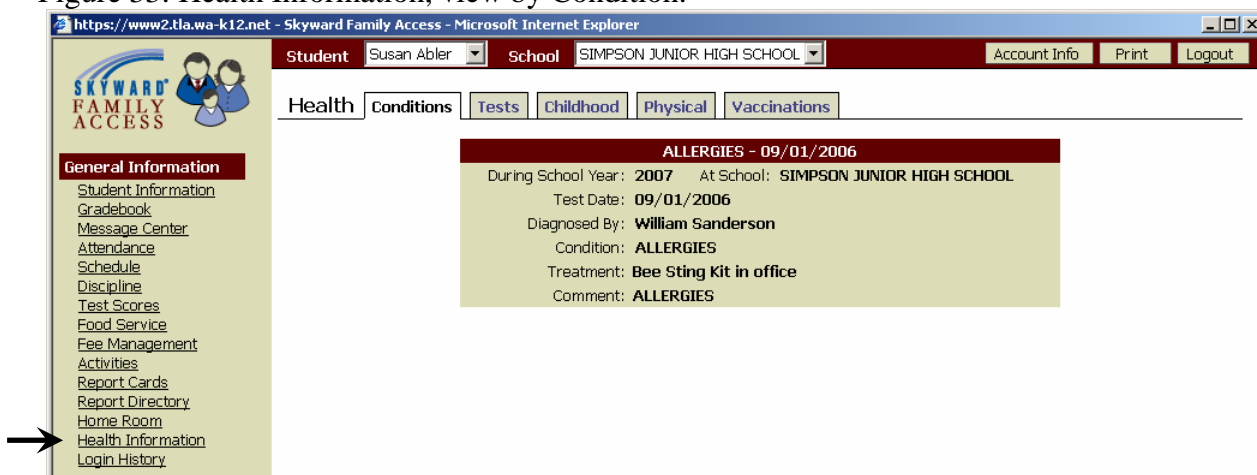 Figure 33: Health Information, view by Condition.
https://www2.tla.wa-k12.net - Skyward Family Access - Microsoft Internet Explorer
Student Susan Abler School SIMPSON JUNIOR HIGH SCHOOL Account Info Print Logout
SKYWARD
FAMILY
ACCESS
Health Conditions Tests Childhood Physical Vaccinations
ALLERGIES - 09/01/2006
During School Year: 2007 At School: SIMPSON JUNIOR HIGH SCHOOL
Test Date: 09/01/2006
Diagnosed By: William Sanderson
Condition: ALLERGIES
Treatment: Bee Sting Kit in office
Comment: ALLERGIES
General Information
Student Information
Gradebook
Message Center
Attendance
Schedule
Discipline
Test Scores
Food Service
Fee Management
Activities
Report Cards
Report Directory
Home Room
Health Information
Login History